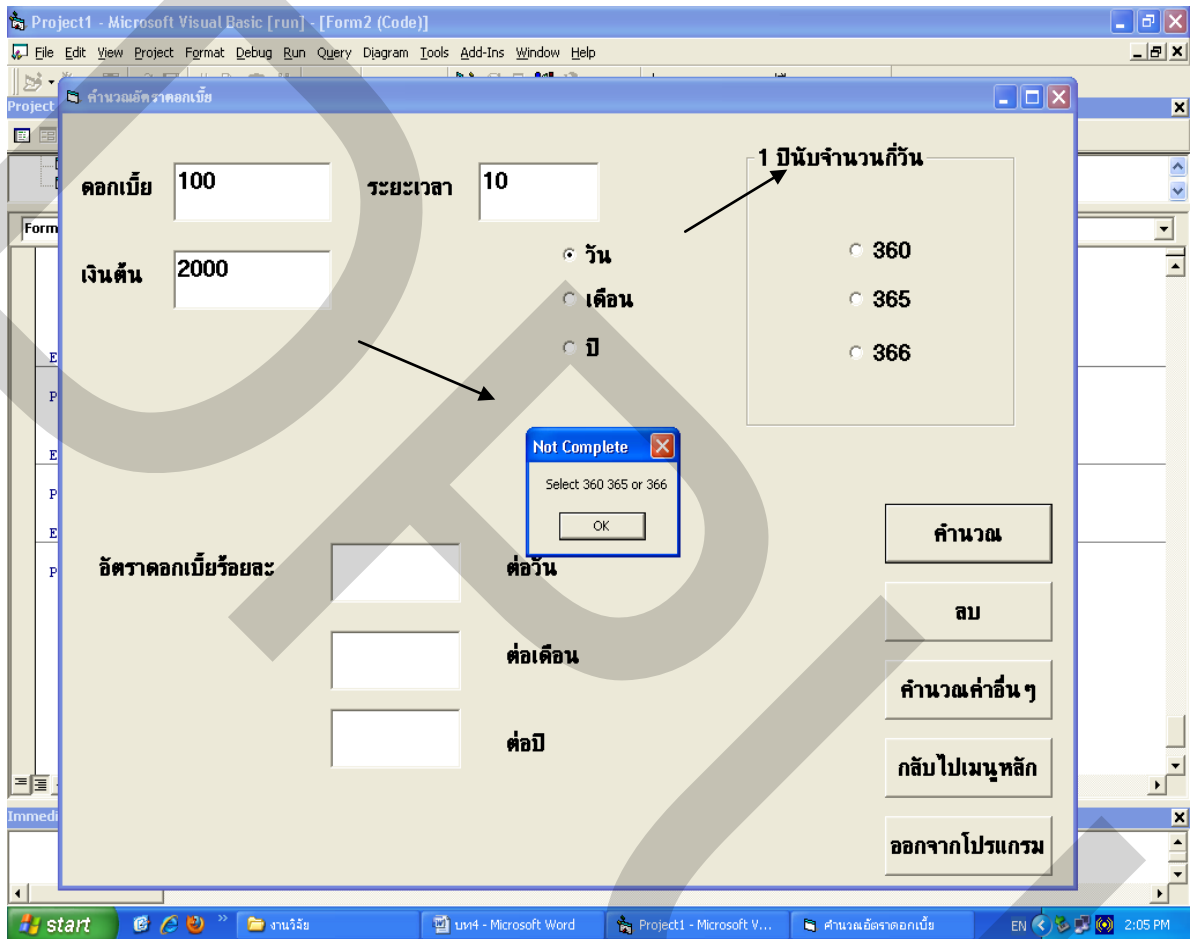 Project1 - Microsoft Visual Basic [run] - [Form2 (Code)]
File Edit View Project Format Debug Run Query Diagram Tools Add-Ins Window Help
คำนวณอัตราดอกเบี้ย
Project
1 ปีนับจำนวนกี่วัน
ดอกเบี้ย 100 ระยะเวลา 10
Form
เงินต้น 2000
วัน
360
เดือน
365
ปี
366
E
P
Not Complete
Select 360 365 or 366
OK
E
P
E
P
คำนวณ
อัตราดอกเบี้ยร้อยละ ต่อวัน
ลบ
ต่อเดือน
คำนวณค่าอื่น ๆ
ต่อปี
กลับไปเมนูหลัก
Immedi
ออกจากโปรแกรม
start
งานวิจัย
บท4 - Microsoft Word
Project1 - Microsoft V...
คำนวณอัตราดอกเบี้ย
EN
2:05 PM